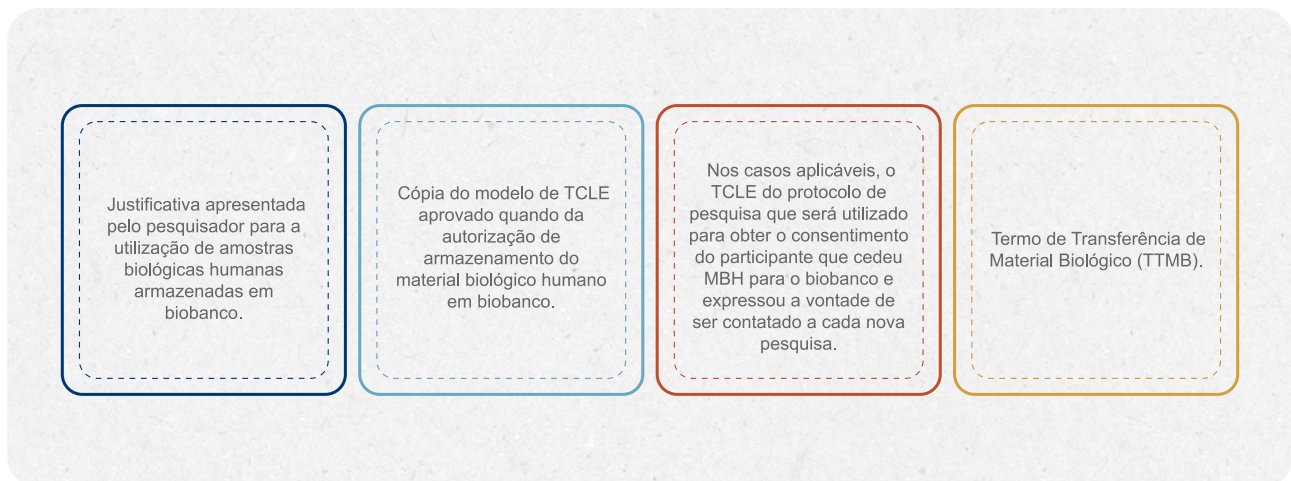 Justificativa apresentada
pelo pesquisador para a
utilização de amostras
biológicas humanas
armazenadas em
biobanco.
Cópia do modelo de TCLE
aprovado quando da
autorização de
armazenamento do
material biológico humano
em biobanco.
Nos casos aplicáveis, o
TCLE do protocolo de
pesquisa que será utilizado
para obter o consentimento
do participante que cedeu
MBH para o biobanco e
expressou a vontade de
ser contatado a cada nova
pesquisa.
Termo de Transferência de
Material Biológico (TTMB).